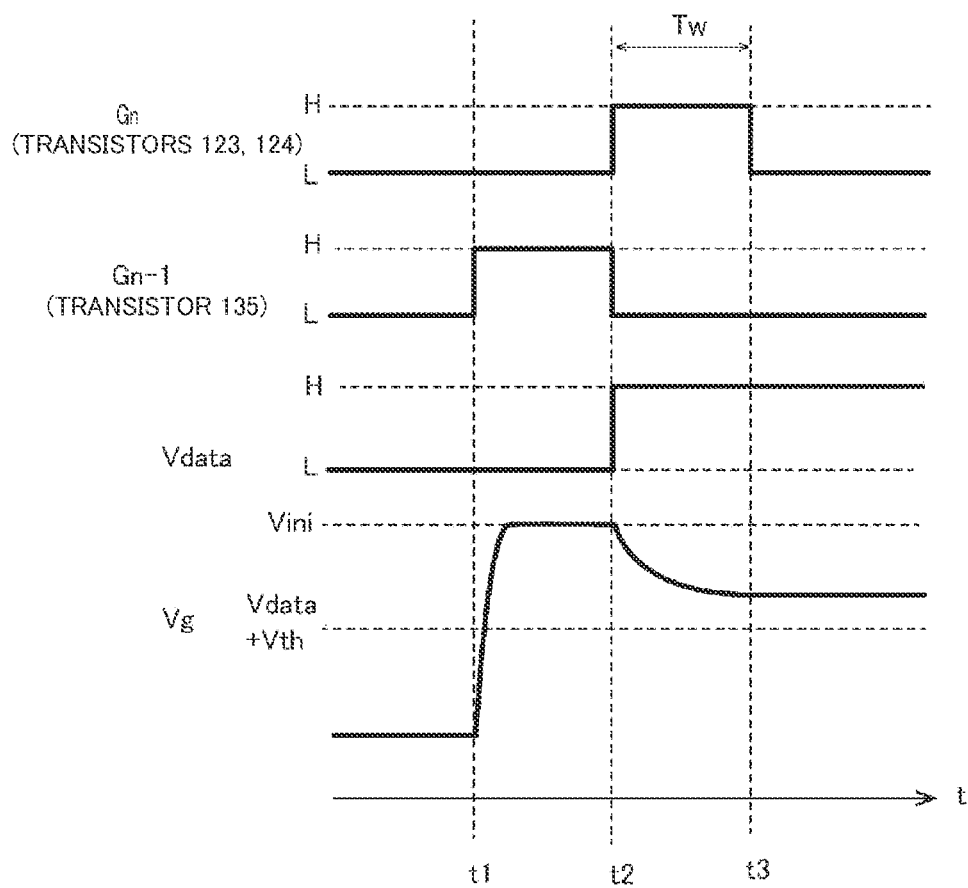 Tw
Gn
(TRANSISTORS 123, 124)
H
L
Gn-1
(TRANSISTOR 135)
H
L
Vdata
H
L
Vini
Vg
Vdata
+Vth
t
t1
t2
t3